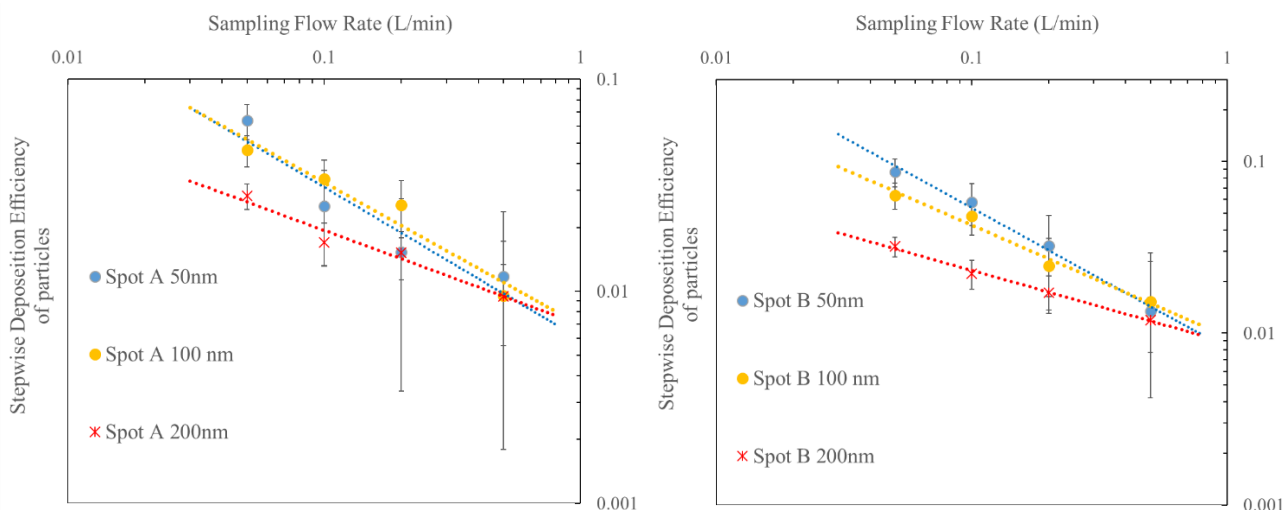 Sampling Flow Rate (L/min)
0.01 0.1 1
0.1
0.01
0.001
Stepwise Deposition Efficiency
of particles
Spot A 50nm
Spot A 100 nm
Spot A 200nm
Sampling Flow Rate (L/min)
0.01 0.1 1
0.1
0.01
0.001
Stepwise Deposition Efficiency
of particles
Spot B 50nm
Spot B 100 nm
Spot B 200nm